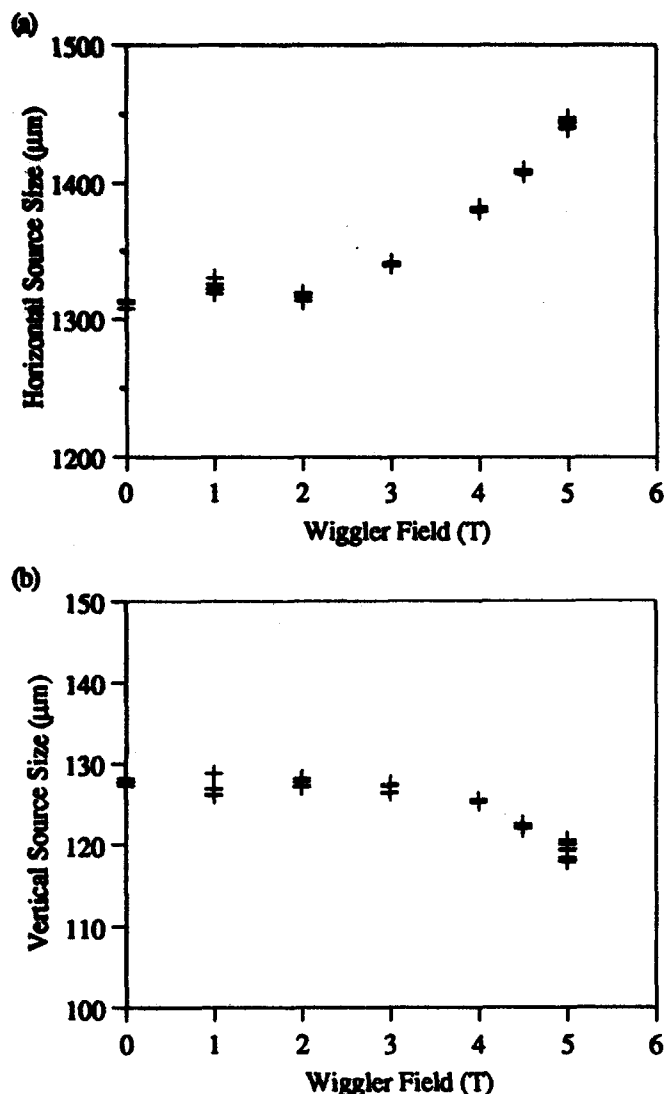 (a)
1500
1400
1300
1200
Horizontal Source Size (μm)
0 1 2 3 4 5 6
Wiggler Field (T)
(b)
150
140
130
120
110
100
Vertical Source Size (μm)
0 1 2 3 4 5 6
Wiggler Field (T)